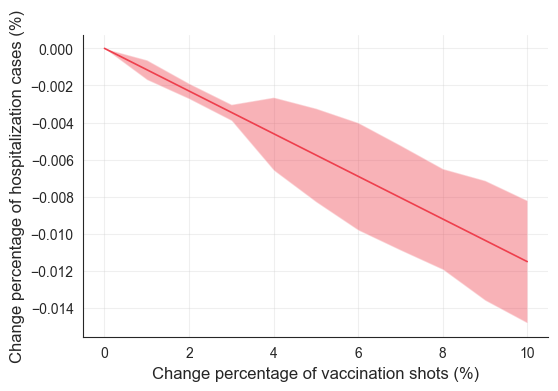 Change percentage of hospitalization cases (%)
0.000
−0.002
−0.004
−0.006
−0.008
−0.010
−0.012
−0.014
0 2 4 6 8 10
Change percentage of vaccination shots (%)